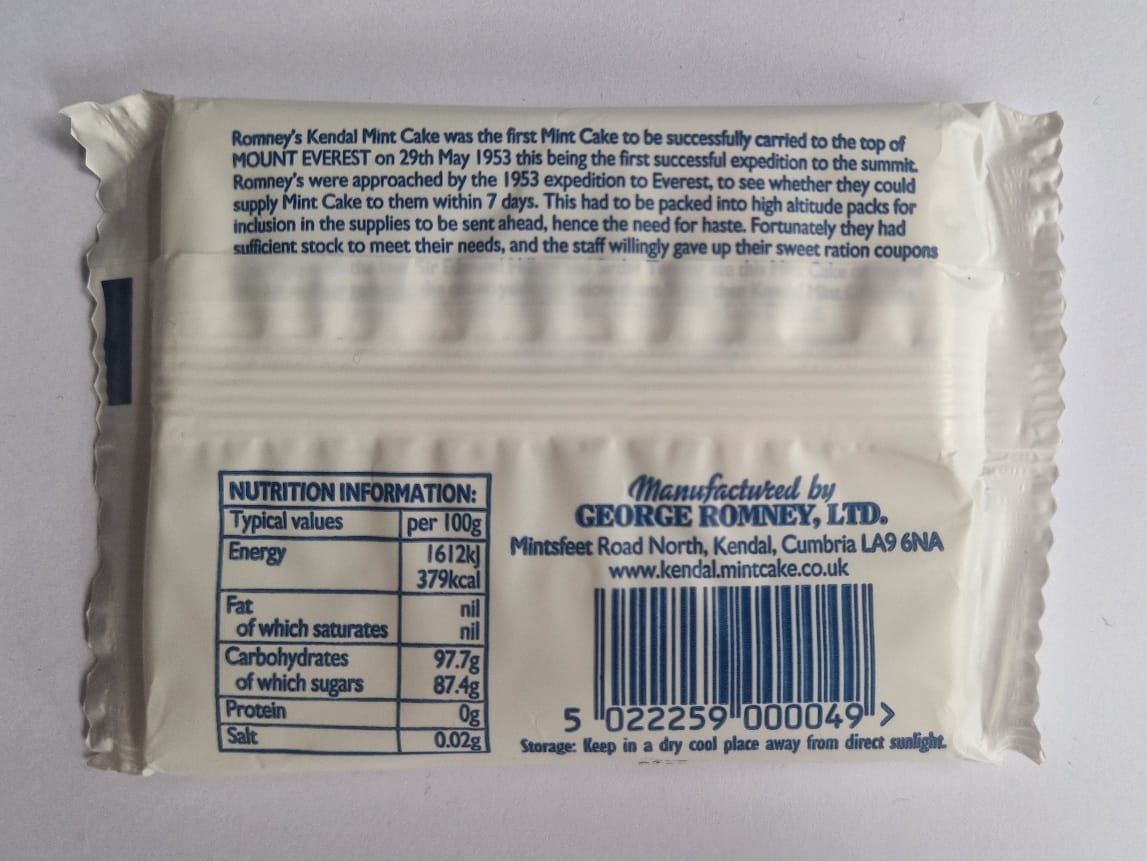 Romney's Kendal Mint Cake was the first Mint Cake to be successfully carried to the top of
MOUNT EVEREST on 29th May 1953 this being the first successful expedition to the summit.
Romney's were approached by the 1953 expedition to Everest, to see whether they could
supply Mint Cake to them within 7 days. This had to be packed into high altitude packs for
inclusion in the supplies to be sent ahead, hence the need for haste. Fortunately they had
sufficient stock to meet their needs, and the staff willingly gave up their sweet ration coupons
NUTRITION INFORMATION:
Typical values per 100g
Energy 1612kJ
379kcal
Fat nil
of which saturates nil
Carbohydrates 97.7g
of which sugars 87.4g
Protein 0g
Salt 0.02g
Manufactured by
GEORGE ROMNEY, LTD.
Mintsfeet Road North, Kendal, Cumbria LA9 6NA
www.kendal.mintcake.co.uk
5 022259 000049 >
Storage: Keep in a dry cool place away from direct sunlight.